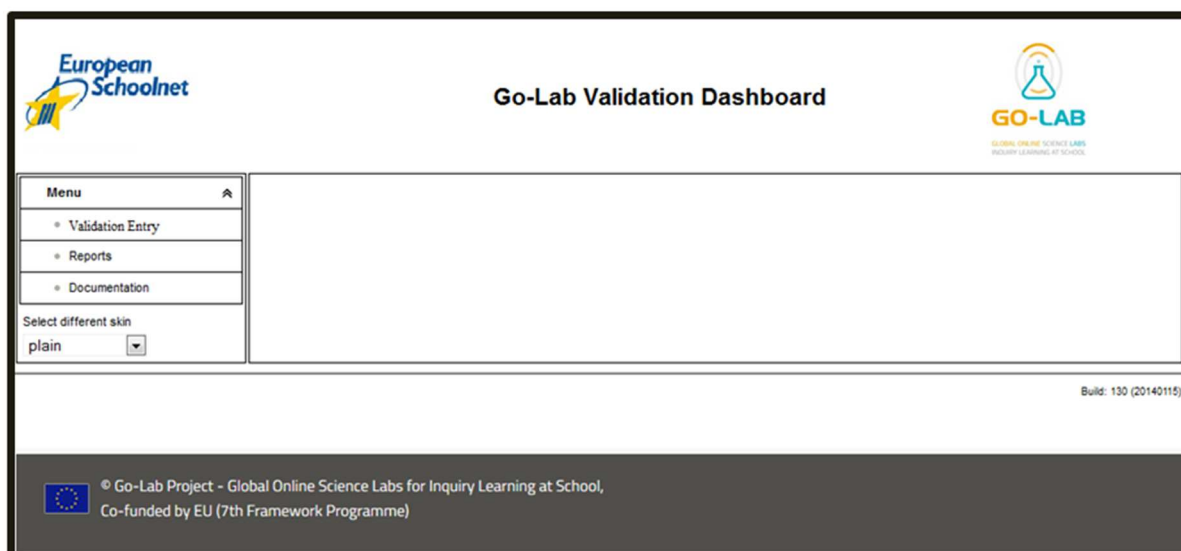 European
Schoolnet
Go-Lab Validation Dashboard
GO-LAB
GLOBAL ONLINE SCIENCE LABS
INQUIRY LEARNING AT SCHOOL
Menu
Validation Entry
Reports
Documentation
Select different skin
plain
Build: 130 (20140115)
© Go-Lab Project - Global Online Science Labs for Inquiry Learning at School,
Co-funded by EU (7th Framework Programme)